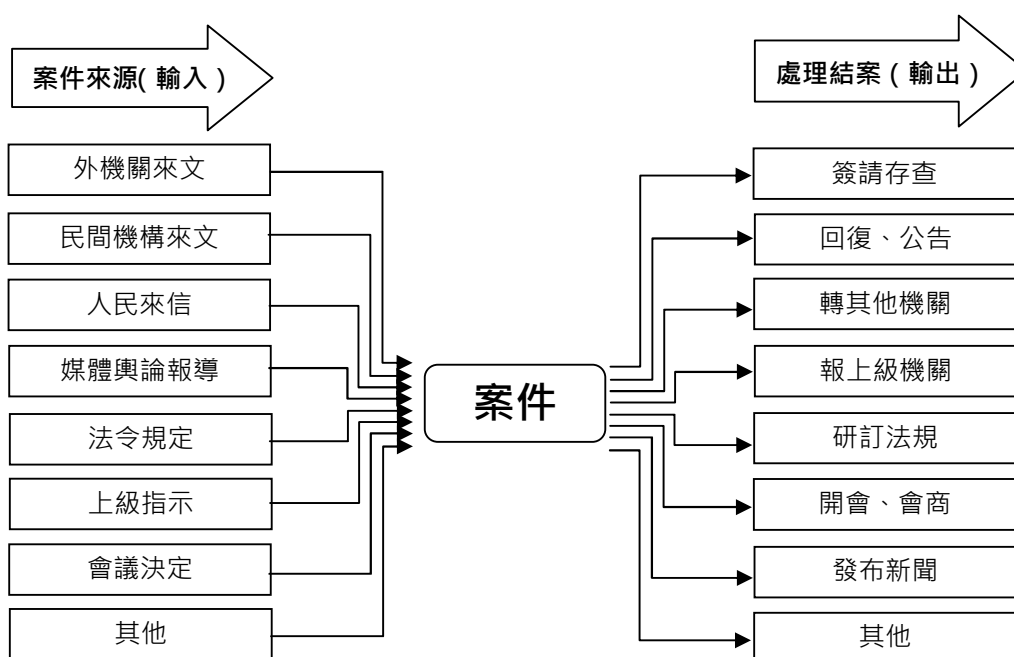 案件來源(輸入)
外機關來文
民間機構來文
人民來信
媒體輿論報導
法令規定
上級指示
會議決定
其他
案件
處理結案(輸出)
簽請存查
回復、公告
轉其他機關
報上級機關
研訂法規
開會、會商
發布新聞
其他